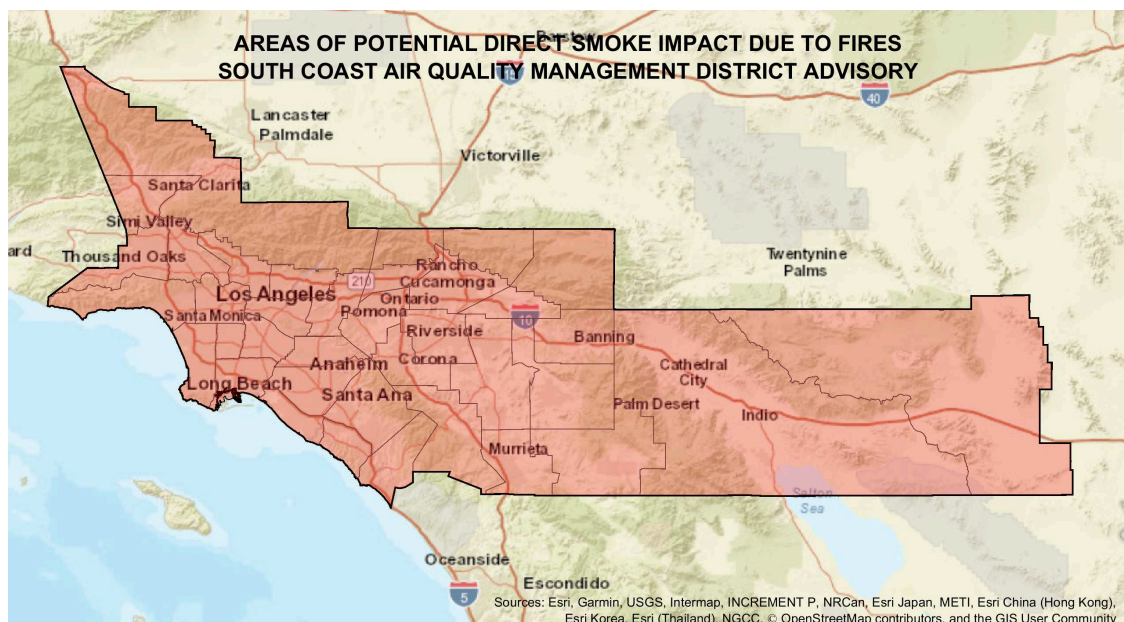 AREAS OF POTENTIAL DIRECT SMOKE IMPACT DUE TO FIRES
SOUTH COAST AIR QUALITY MANAGEMENT DISTRICT ADVISORY
Barstow
40
Lancaster
Palmdale
Victorville
Santa Clarita
Simi Valley
ard
Thousand Oaks
Twentynine
Palms
Rancho
Cucamonga
210
Los Angeles
Ontario
Pomona
Santa Monica
10
Riverside
Banning
Anaheim
Corona
Cathedral
City
Long Beach
Santa Ana
Palm Desert
Indio
Murrieta
Salton
Sea
Oceanside
Escondido
5
Sources: Esri, Garmin, USGS, Intermap, INCREMENT P, NRCan, Esri Japan, METI, Esri China (Hong Kong),
Esri Korea, Esri (Thailand), NGCC, © OpenStreetMap contributors, and the GIS User Community